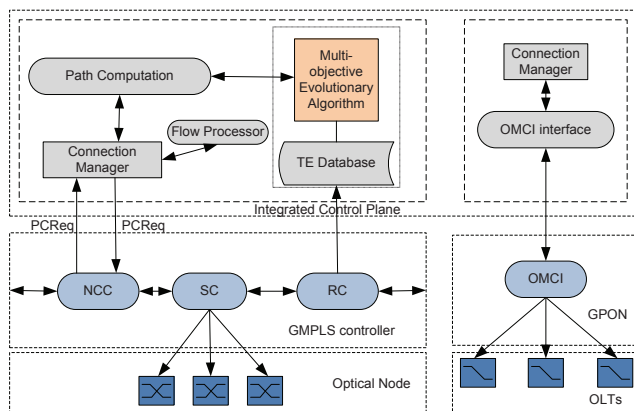 Path Computation
Multi-
objective
Evolutionary
Algorithm
Connection
Manager
Flow Processor
OMCI interface
Connection
Manager
TE Database
Integrated Control Plane
PCReq
PCReq
NCC
SC
RC
OMCI
GMPLS controller
GPON
Optical Node
OLTs